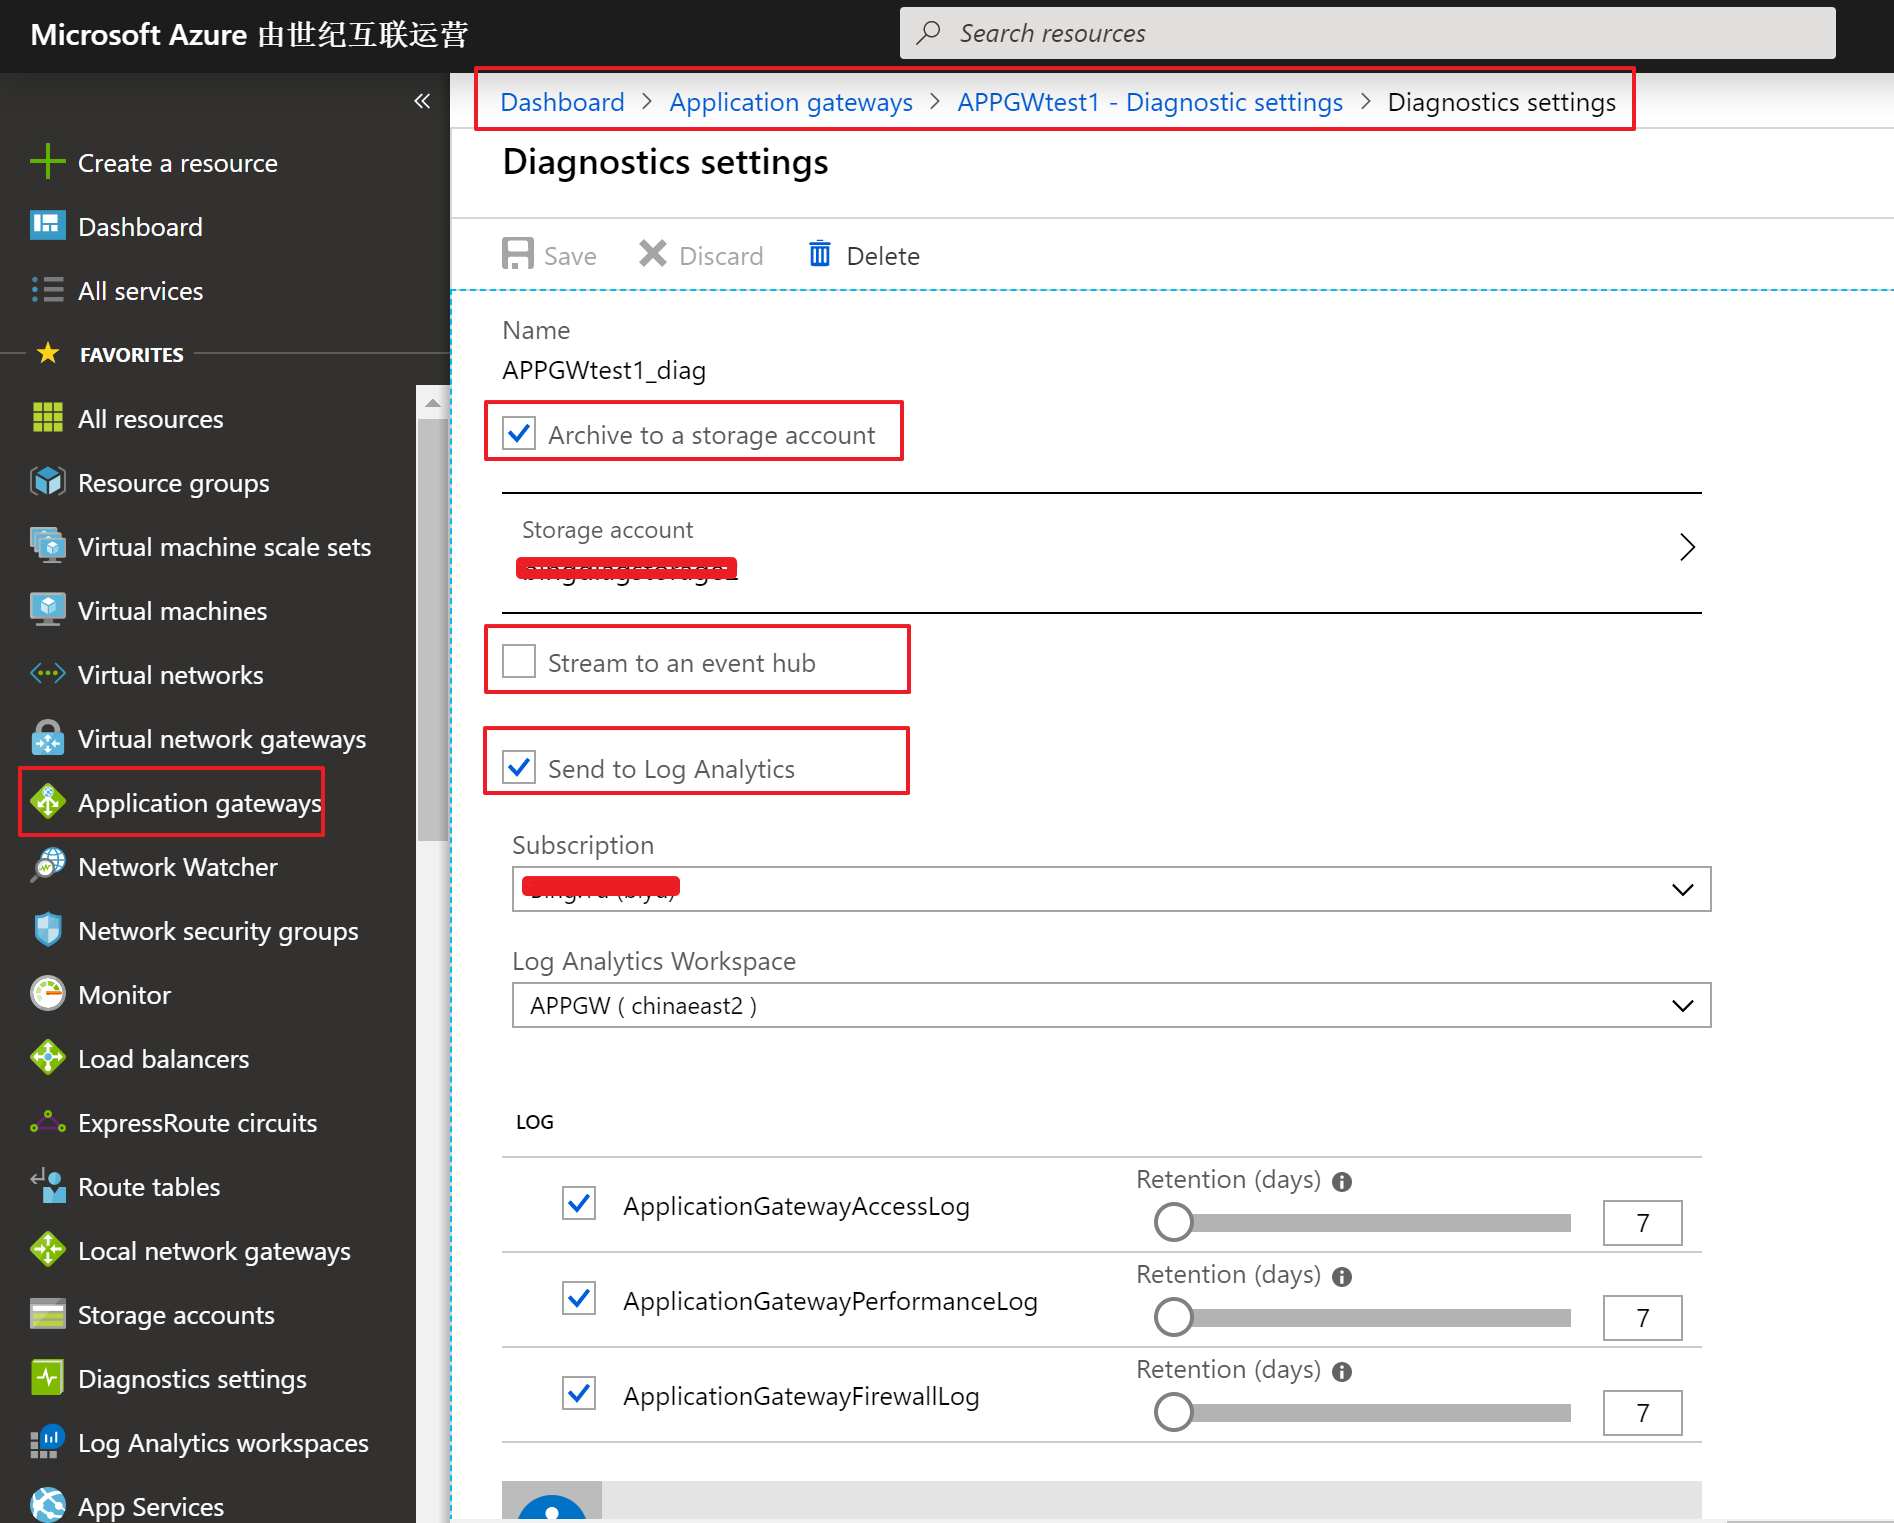 Microsoft Azure 由世纪互联运营
Search resources
Dashboard > Application gateways > APPGWtest1 - Diagnostic settings > Diagnostics settings
Create a resource
Dashboard
All services
FAVORITES
All resources
Resource groups
Virtual machine scale sets
Virtual machines
Virtual networks
Virtual network gateways
Application gateways
Network Watcher
Network security groups
Monitor
Load balancers
ExpressRoute circuits
Route tables
Local network gateways
Storage accounts
Diagnostics settings
Log Analytics workspaces
App Services
Diagnostics settings
Save Discard Delete
Name
APPGWtest1_diag
Archive to a storage account
Storage account
Stream to an event hub
Send to Log Analytics
Subscription
Log Analytics Workspace
APPGW ( chinaeast2 )
LOG
ApplicationGatewayAccessLog
Retention (days)
7
ApplicationGatewayPerformanceLog
Retention (days)
7
ApplicationGatewayFirewallLog
Retention (days)
7